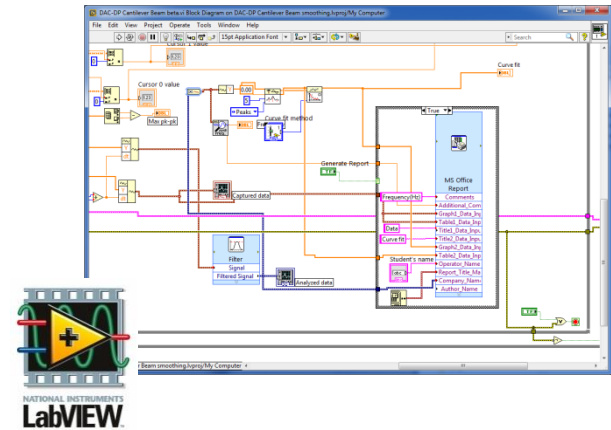 DAC-DP Cantilever Beam beta.vi Block Diagram on DAC-DP Cantilever Beam smoothing.lvproj/My Computer
File Edit View Project Operate Tools Window Help
15pt Application Font
Search
Cursor 1 value
Curve fit
Cursor 0 value
Max pk-pk
0.00
5
Peaks
Curve fit method
True
Generate Report
MS Office
Report
Captured data
Frequency(Hz)
Comments
Additional_Com
Graph1_Data_Inp
Table1_Data_Inp
Data
Title1_Data_Inpu
Curve fit
Title2_Data_Inpu
Graph2_Data_Inp
Table2_Data_Inp
Student's name
Operator_Name
Report_Title_Ma
Company_Name
Author_Name
Filter
Signal
Filtered Signal
Analyzed data
r Beam smoothing.lvproj/My Computer
NATIONAL INSTRUMENTS
LabVIEW